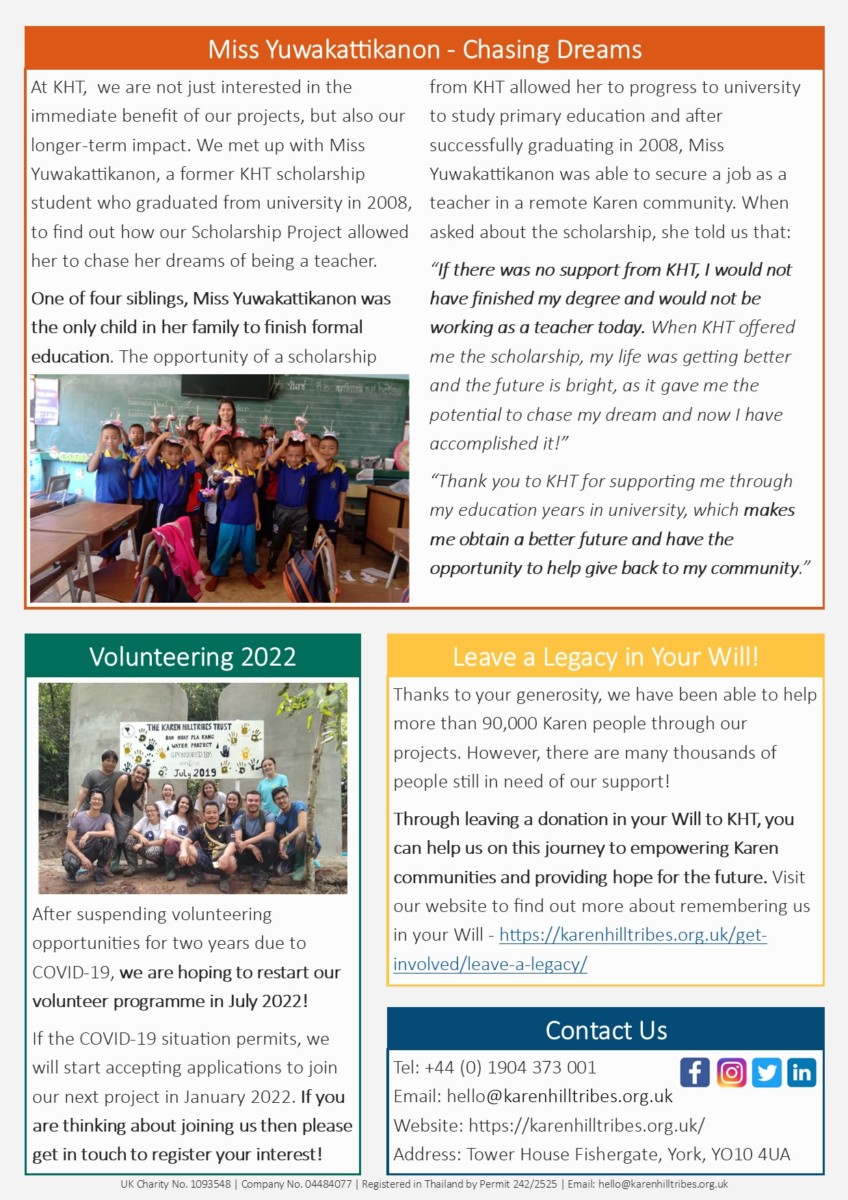 Miss Yuwakattikanon - Chasing Dreams
At KHT, we are not just interested in the
immediate benefit of our projects, but also our
longer-term impact. We met up with Miss
Yuwakattikanon, a former KHT scholarship
student who graduated from university in 2008,
to find out how our Scholarship Project allowed
her to chase her dreams of being a teacher.
One of four siblings, Miss Yuwakattikanon was
the only child in her family to finish formal
education. The opportunity of a scholarship
from KHT allowed her to progress to university
to study primary education and after
successfully graduating in 2008, Miss
Yuwakattikanon was able to secure a job as a
teacher in a remote Karen community. When
asked about the scholarship, she told us that:
“If there was no support from KHT, I would not
have finished my degree and would not be
working as a teacher today. When KHT offered
me the scholarship, my life was getting better
and the future is bright, as it gave me the
potential to chase my dream and now I have
accomplished it!”
“Thank you to KHT for supporting me through
my education years in university, which makes
me obtain a better future and have the
opportunity to help give back to my community.”
Volunteering 2022
THE KAREN HILLTRIBES TRUST
BAN HUAY PLA KANG
WATER PROJECT
SPONSORED BY
July 2019
After suspending volunteering
opportunities for two years due to
COVID-19, we are hoping to restart our
volunteer programme in July 2022!
If the COVID-19 situation permits, we
will start accepting applications to join
our next project in January 2022. If you
are thinking about joining us then please
get in touch to register your interest!
Leave a Legacy in Your Will!
Thanks to your generosity, we have been able to help
more than 90,000 Karen people through our
projects. However, there are many thousands of
people still in need of our support!
Through leaving a donation in your Will to KHT, you
can help us on this journey to empowering Karen
communities and providing hope for the future. Visit
our website to find out more about remembering us
in your Will - https://karenhilltribes.org.uk/get-
involved/leave-a-legacy/
Contact Us
Tel: +44 (0) 1904 373 001
Email: hello@karenhilltribes.org.uk
Website: https://karenhilltribes.org.uk/
Address: Tower House Fishergate, York, YO10 4UA
UK Charity No. 1093548 | Company No. 04484077 | Registered in Thailand by Permit 242/2525 | Email: hello@karenhilltribes.org.uk